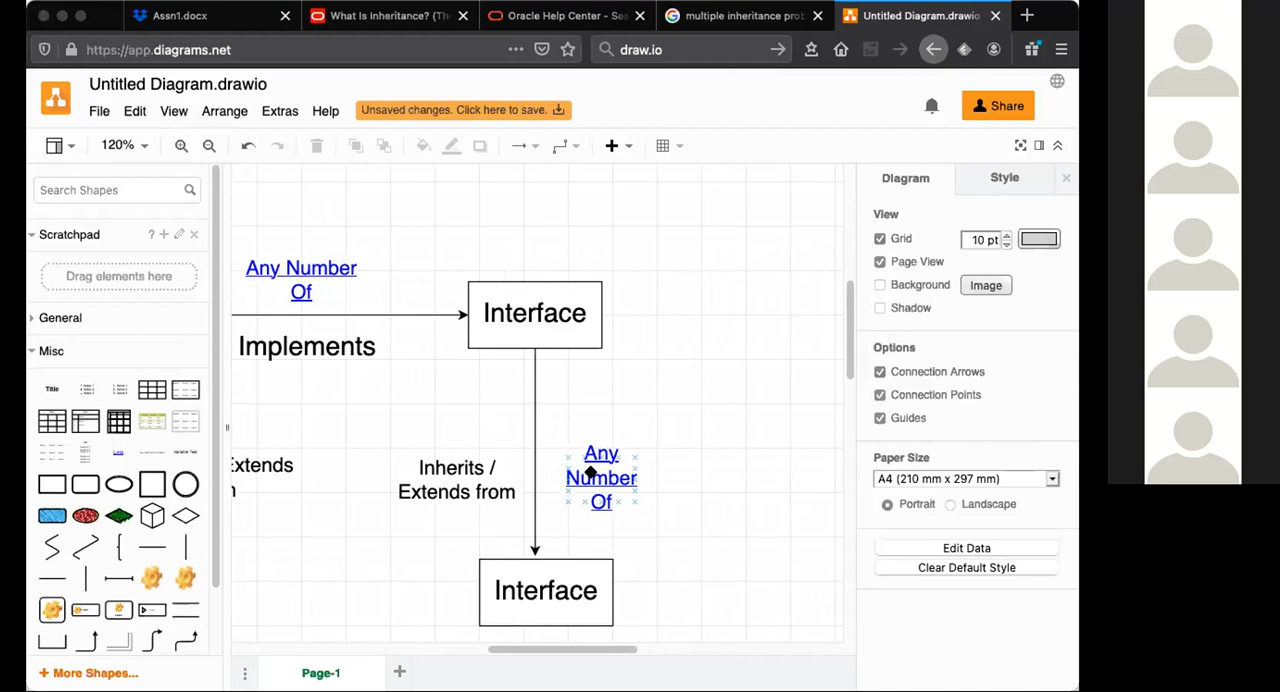 Assn1.docx
What Is Inheritance? (Th
Oracle Help Center - Sea
multiple inheritance prob
Untitled Diagram.drawio
https://app.diagrams.net
draw.io
Untitled Diagram.drawio
File Edit View Arrange Extras Help
Unsaved changes. Click here to save.
Share
120%
Search Shapes
Scratchpad
?
Drag elements here
General
Misc
Title
More Shapes...
Any Number
Of
Implements
Interface
Extends
Inherits /
Extends from
Any
Number
Of
Interface
Page-1
Diagram Style
View
Grid 10 pt
Page View
Background Image
Shadow
Options
Connection Arrows
Connection Points
Guides
Paper Size
A4 (210 mm x 297 mm)
Portrait Landscape
Edit Data
Clear Default Style